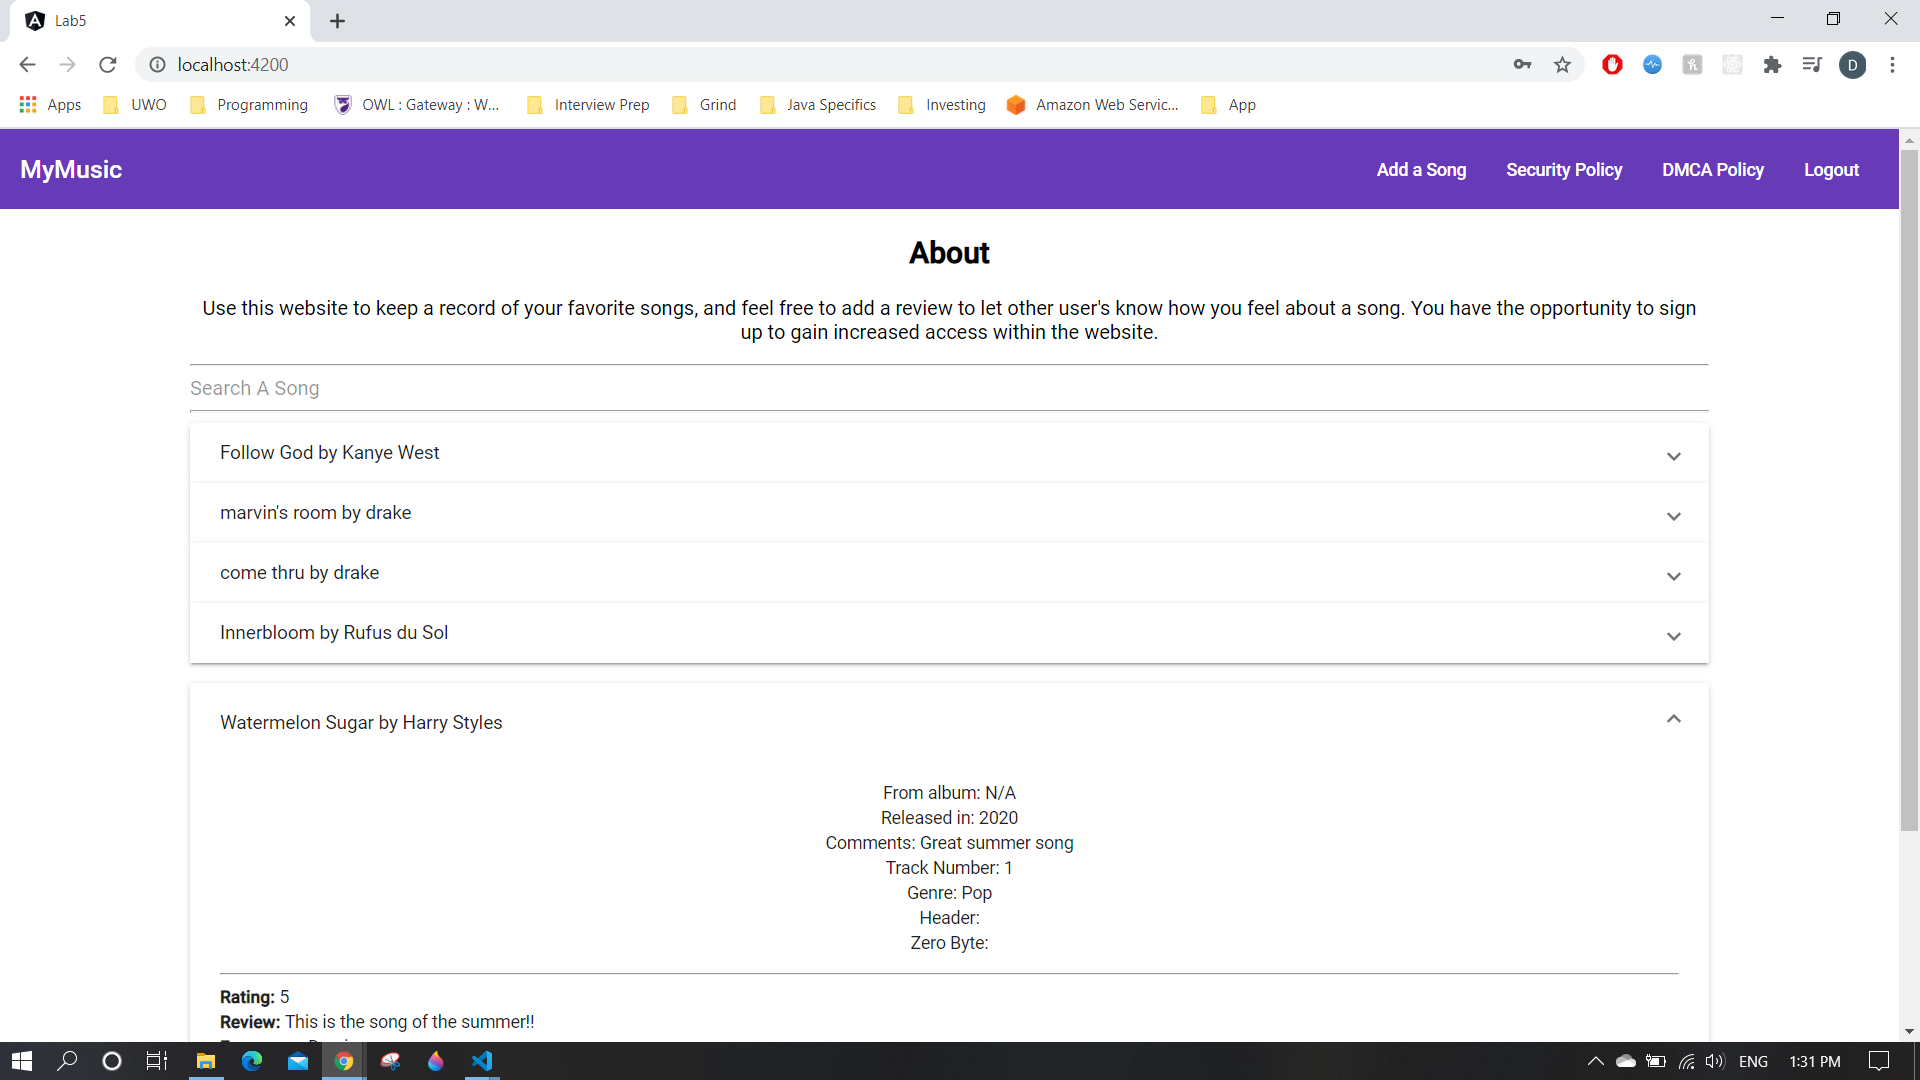 Lab5
localhost:4200
D
Apps
UWO
Programming
OWL : Gateway : W...
Interview Prep
Grind
Java Specifics
Investing
Amazon Web Servic...
App
MyMusic
Add a Song
Security Policy
DMCA Policy
Logout
About
Use this website to keep a record of your favorite songs, and feel free to add a review to let other user's know how you feel about a song. You have the opportunity to sign
up to gain increased access within the website.
Search A Song
Follow God by Kanye West
marvin's room by drake
come thru by drake
Innerbloom by Rufus du Sol
Watermelon Sugar by Harry Styles
From album: N/A
Released in: 2020
Comments: Great summer song
Track Number: 1
Genre: Pop
Header:
Zero Byte:
Rating: 5
Review: This is the song of the summer!!
ENG
1:31 PM